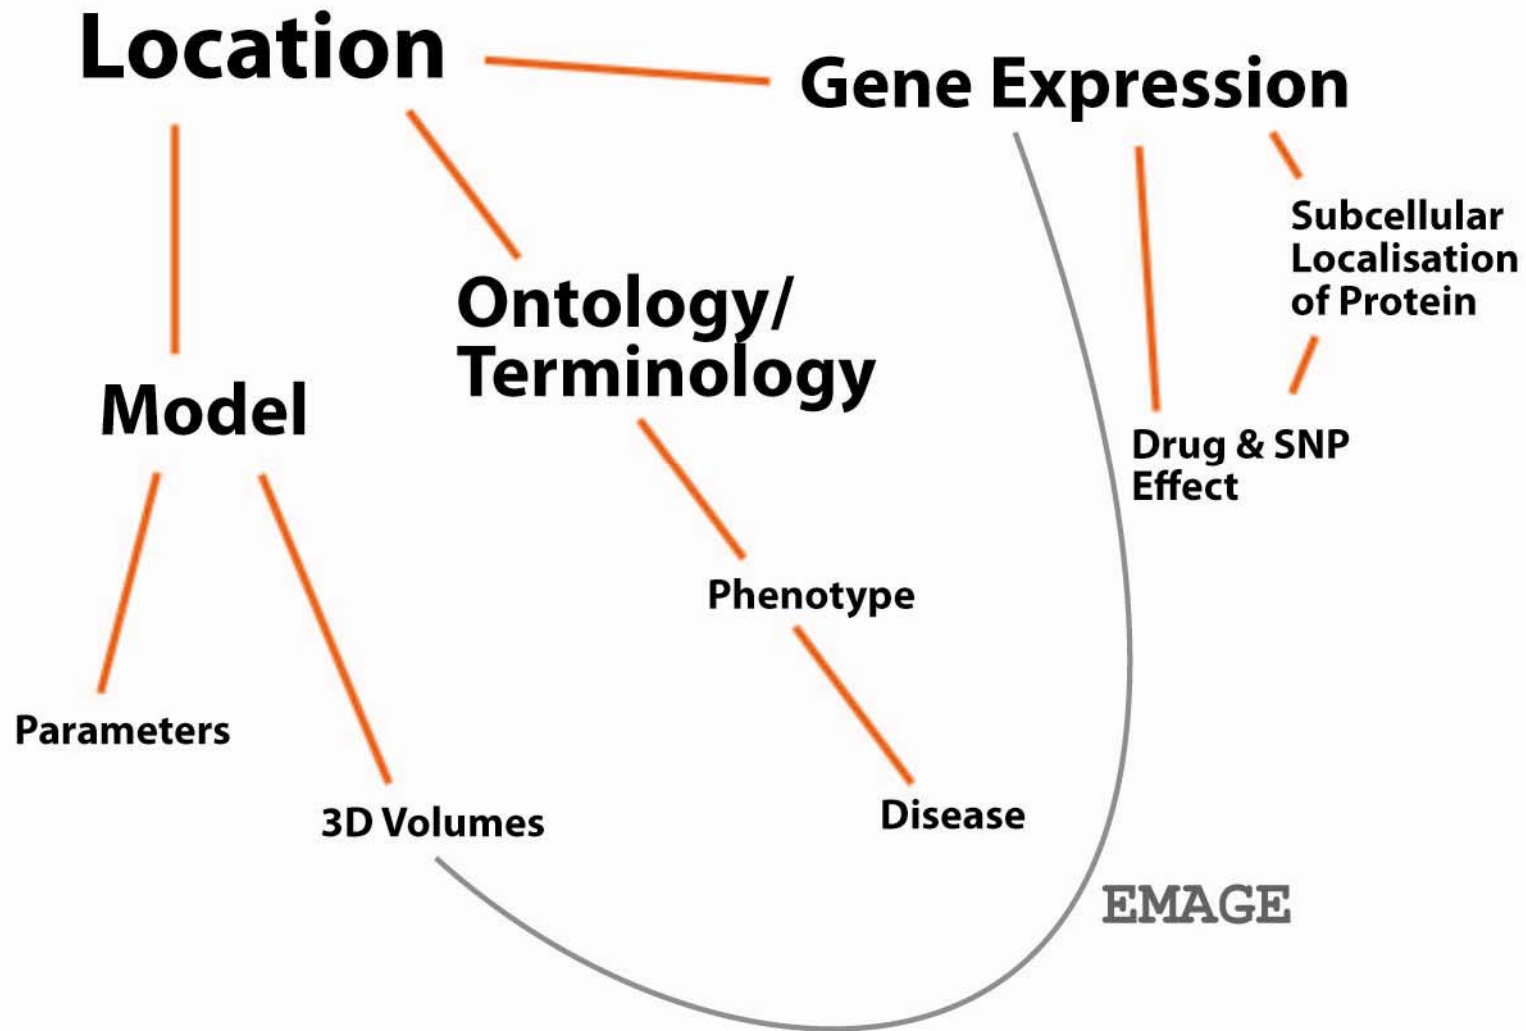 Location
Gene Expression
Subcellular
Localisation
of Protein
Ontology/
Terminology
Model
Drug & SNP
Effect
Phenotype
Parameters
3D Volumes
Disease
EMAGE